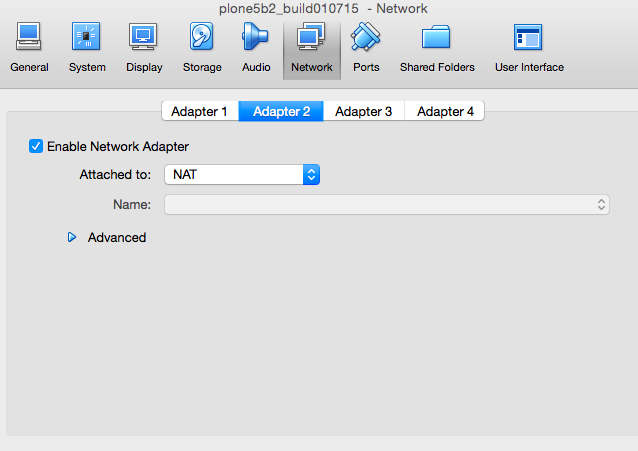 plone5b2_build010715 - Network
General System Display Storage Audio Network Ports Shared Folders User Interface
Adapter 1 Adapter 2 Adapter 3 Adapter 4
Enable Network Adapter
Attached to: NAT
Name:
Advanced